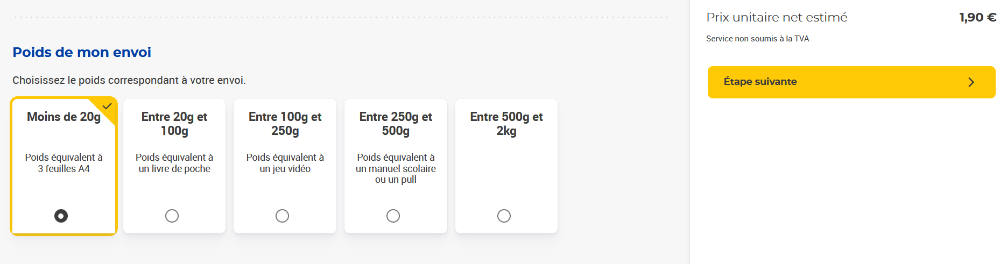 Poids de mon envoi
Choisissez le poids correspondant à votre envoi.
Moins de 20g
Poids équivalent à
3 feuilles A4
Entre 20g et
100g
Poids équivalent à
un livre de poche
Entre 100g et
250g
Poids équivalent à
un jeu vidéo
Entre 250g et
500g
Poids équivalent à
un manuel scolaire
ou un pull
Entre 500g et
2kg
Prix unitaire net estimé 1,90 €
Service non soumis à la TVA
Étape suivante